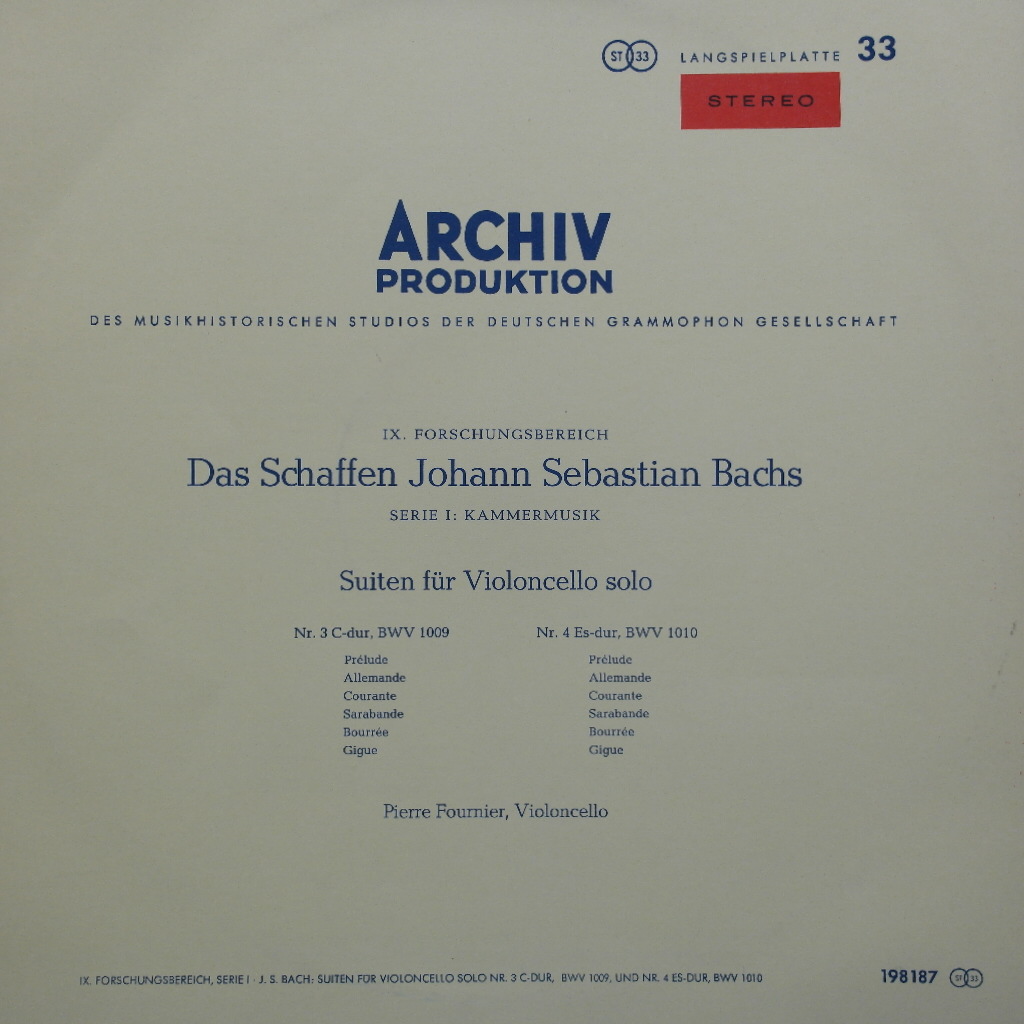 ST 33 LANGSPIELPLATTE 33
STEREO
ARCHIV
PRODUKTION
DES MUSIKHISTORISCHEN STUDIOS DER DEUTSCHEN GRAMMOPHON GESELLSCHAFT
IX. FORSCHUNGSBEREICH
Das Schaffen Johann Sebastian Bachs
SERIE I: KAMMERMUSIK
Suiten für Violoncello solo
Nr. 3 C-dur, BWV 1009
Prélude
Allemande
Courante
Sarabande
Bourrée
Gigue
Nr. 4 Es-dur, BWV 1010
Prélude
Allemande
Courante
Sarabande
Bourrée
Gigue
Pierre Fournier, Violoncello
IX. FORSCHUNGSBEREICH, SERIE I · J. S. BACH: SUITEN FÜR VIOLONCELLO SOLO NR. 3 C-DUR, BWV 1009, UND NR. 4 ES-DUR, BWV 1010
198187 ST 33